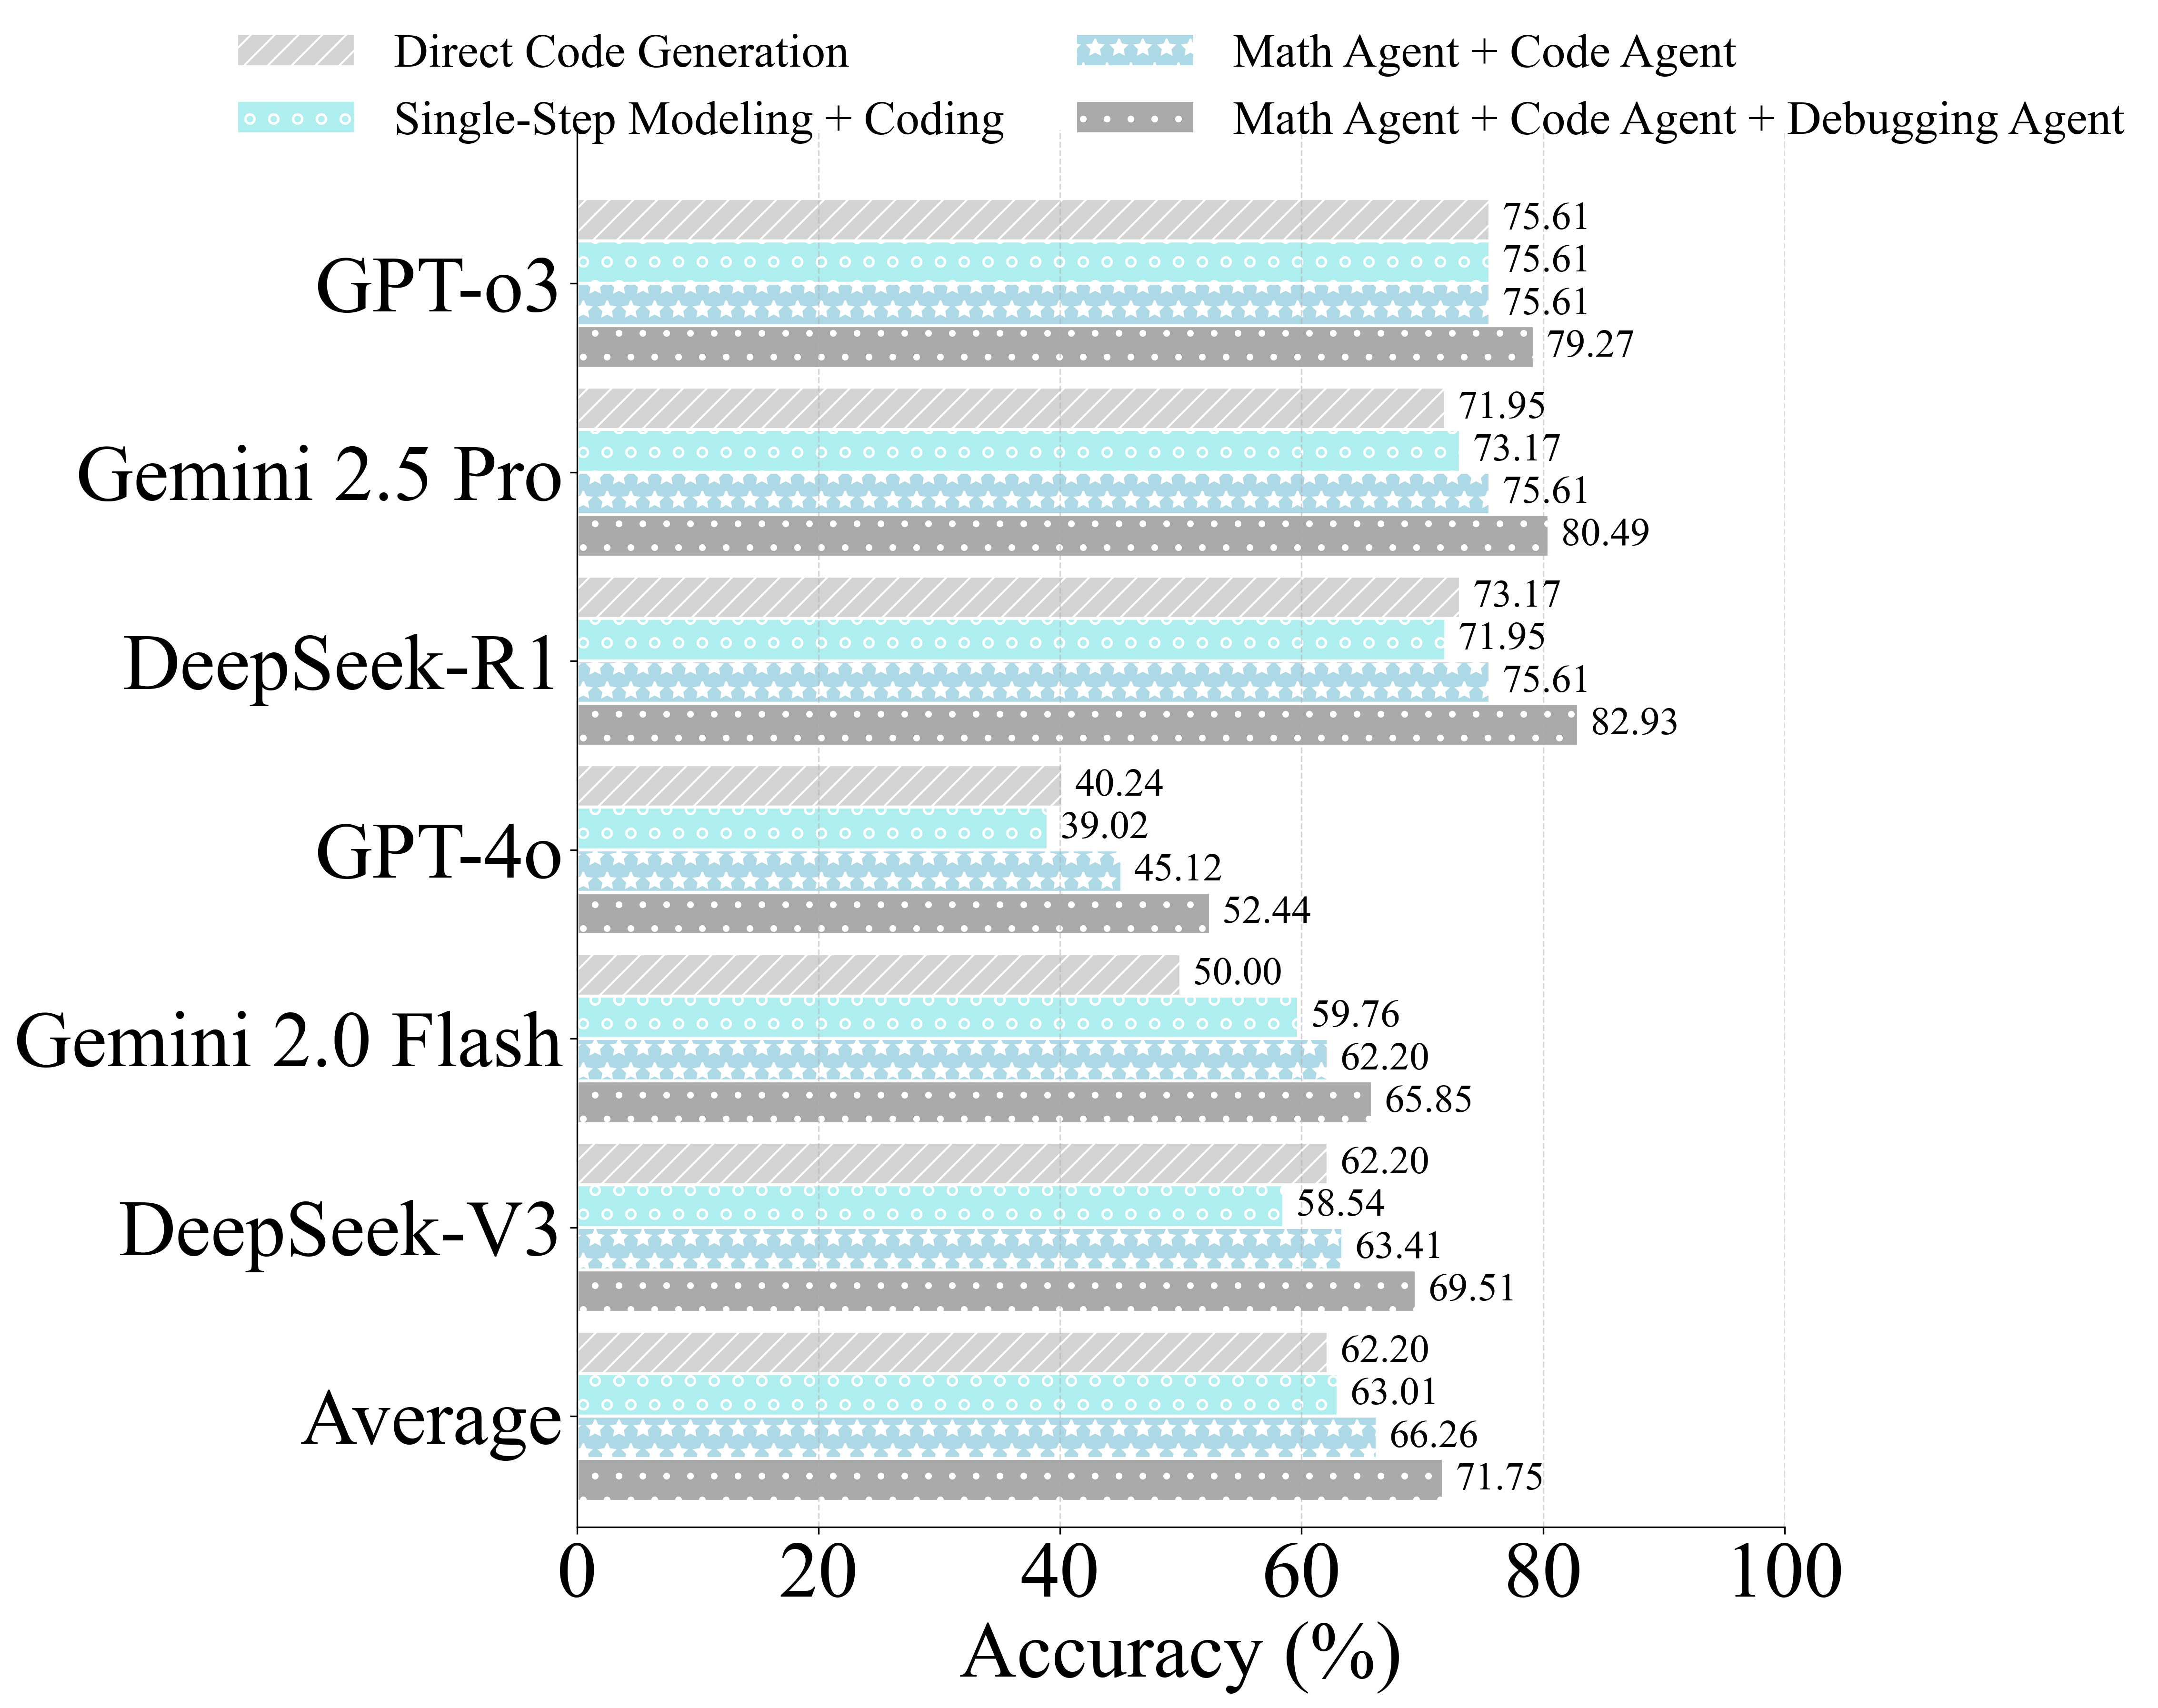 Direct Code Generation
Single-Step Modeling + Coding
Math Agent + Code Agent
Math Agent + Code Agent + Debugging Agent
GPT-o3
75.61
75.61
75.61
79.27
Gemini 2.5 Pro
71.95
73.17
75.61
80.49
DeepSeek-R1
73.17
71.95
75.61
82.93
GPT-4o
40.24
39.02
45.12
52.44
Gemini 2.0 Flash
50.00
59.76
62.20
65.85
DeepSeek-V3
62.20
58.54
63.41
69.51
Average
62.20
63.01
66.26
71.75
0 20 40 60 80 100
Accuracy (%)